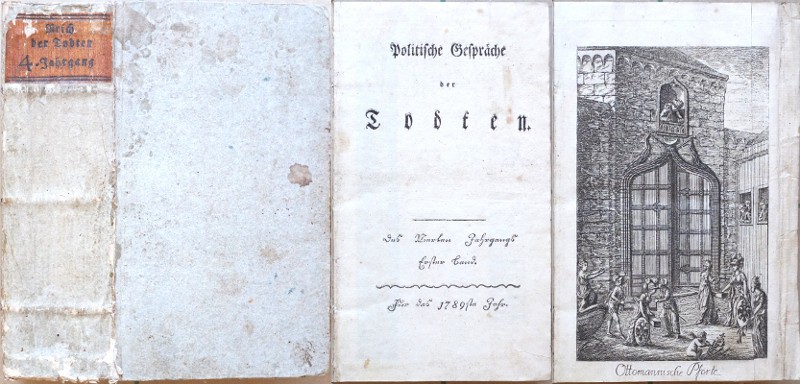 Reich
der Todten
4. Jahrgang
Politische Gespräche
der
Todten.
des Vierten Jahrgangs
Erster Band.
Für das 1789ste Jahr.
Ottomannische Pforte